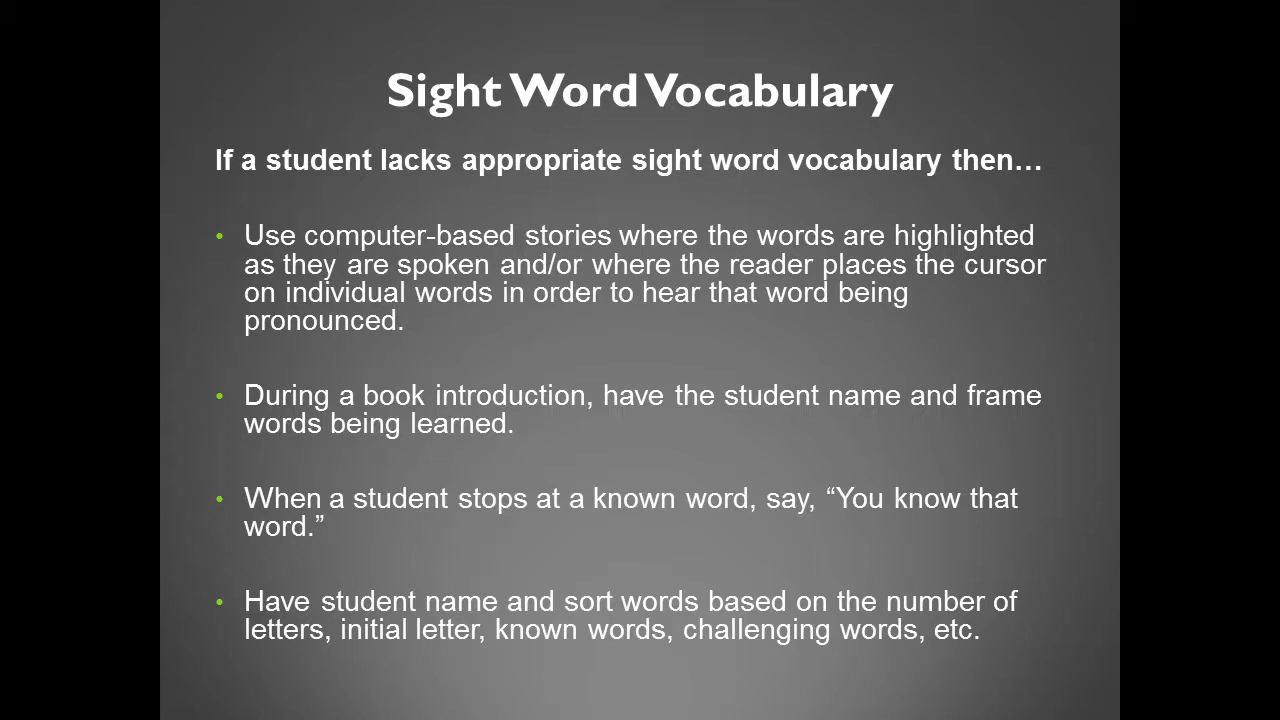 Sight Word Vocabulary
If a student lacks appropriate sight word vocabulary then…
• Use computer-based stories where the words are highlighted
as they are spoken and/or where the reader places the cursor
on individual words in order to hear that word being
pronounced.
• During a book introduction, have the student name and frame
words being learned.
• When a student stops at a known word, say, “You know that
word.”
• Have student name and sort words based on the number of
letters, initial letter, known words, challenging words, etc.